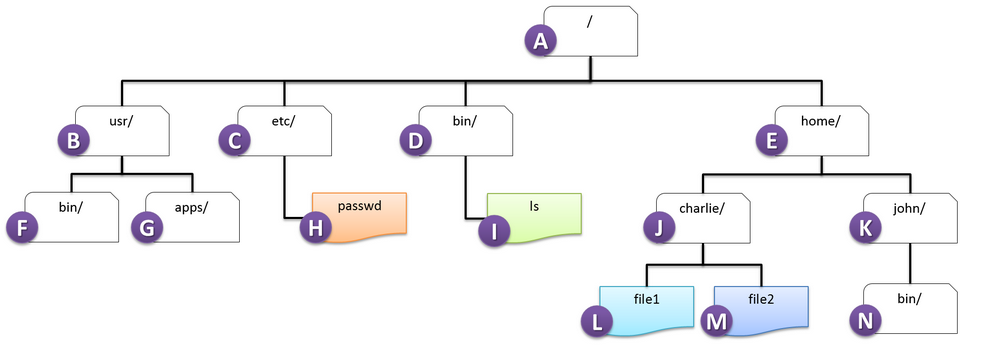 /
A
usr/
B
etc/
C
bin/
D
home/
E
bin/
F
apps/
G
passwd
H
ls
I
charlie/
J
john/
K
file1
L
file2
M
bin/
N